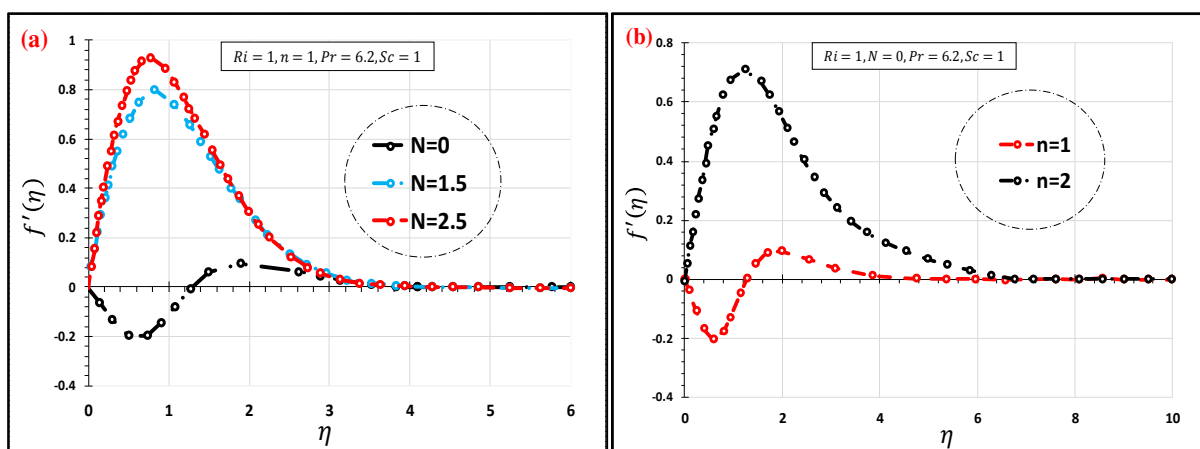 (a)
Ri = 1, n = 1, Pr = 6.2, Sc = 1
f′(η)
1
0.8
0.6
0.4
0.2
0
-0.2
-0.4
N=0
N=1.5
N=2.5
0 1 2 3 4 5 6
η
(b)
Ri = 1, N = 0, Pr = 6.2, Sc = 1
f′(η)
0.8
0.6
0.4
0.2
0
-0.2
-0.4
n=1
n=2
0 2 4 6 8 10
η